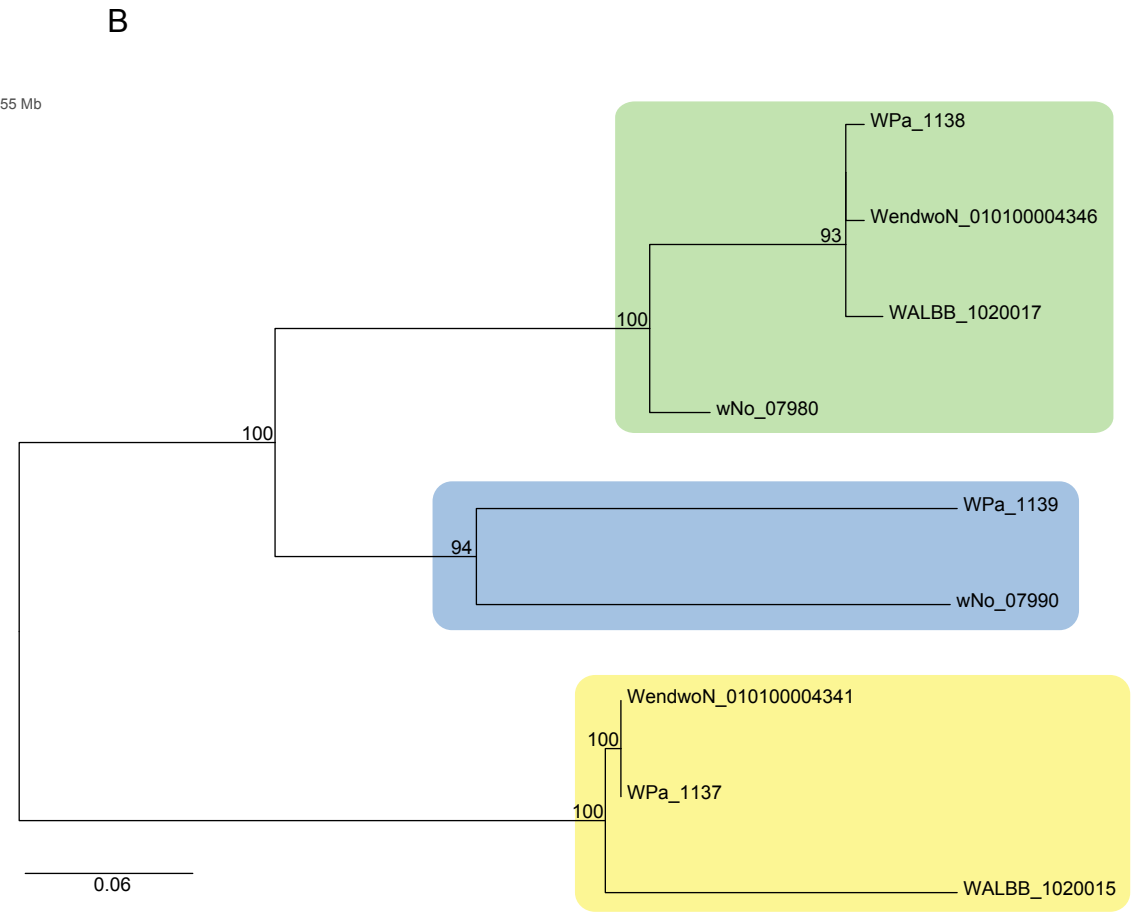 B
55 Mb
WPa_1138
WendwoN_010100004346
93
WALBB_1020017
100
wNo_07980
100
WPa_1139
94
wNo_07990
WendwoN_010100004341
100
WPa_1137
100
WALBB_1020015
0.06